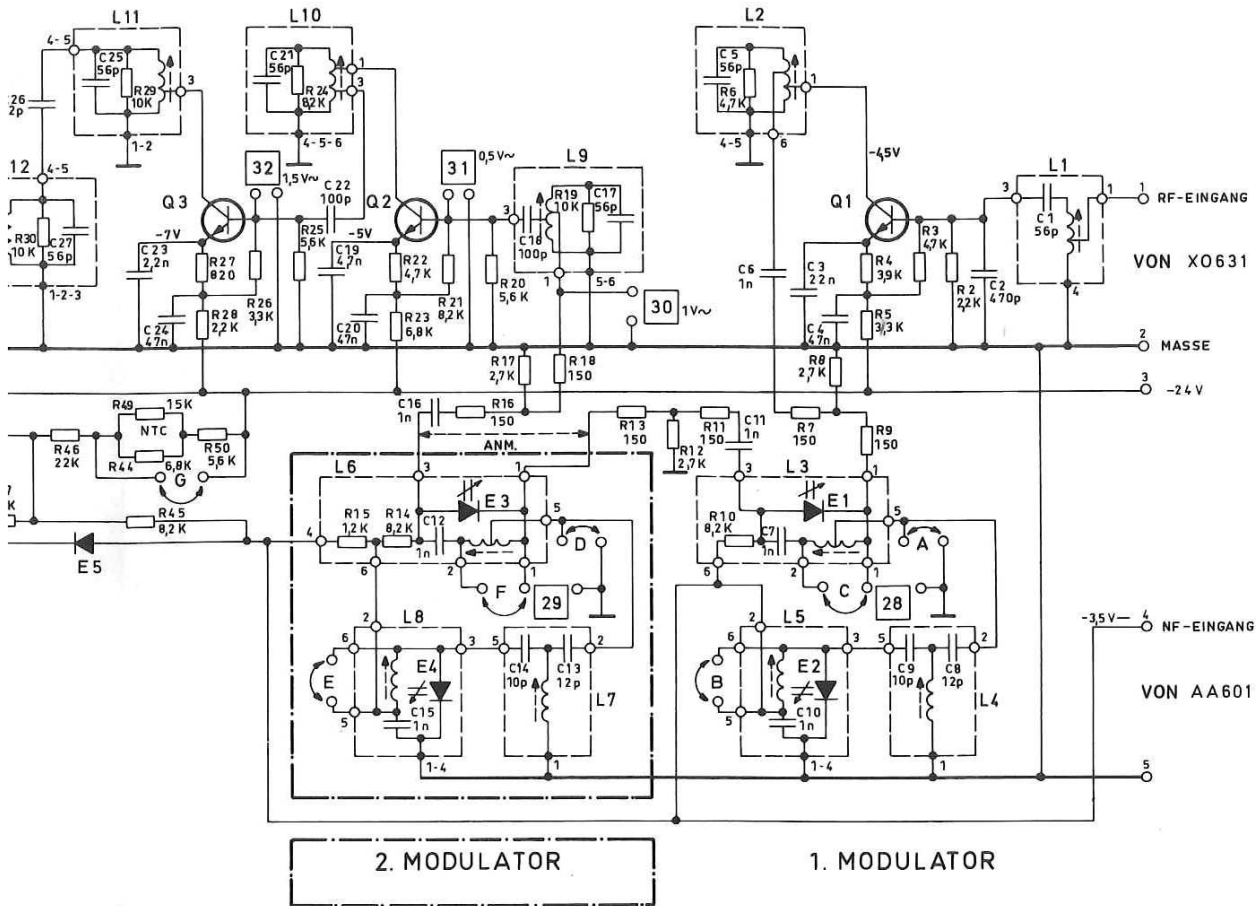 L11
L10
L2
4-5
C25
56p
R29
10K
3
1-2
C21
56p
R24
8,2K
1
3
4-5-6
C5
56p
R6
4,7K
1
4-5
6
26
2p
12
4-5
R30
10K
C27
56p
1-2-3
Q3
-7V
C23
2,2n
R27
820
C24
47n
R28
2,2K
R26
3,3K
32
1,5V~
R25
5,6K
C22
100p
C19
4,7n
Q2
-5V
R22
4,7K
C20
47n
R23
6,8K
R21
8,2K
31
0,5V~
R20
5,6K
L9
3
C18
100p
R19
10K
C17
56p
1
5-6
30
1V~
R17
2,7K
R18
150
-4,5V
Q1
C6
1n
C3
22n
R4
3,9K
R3
4,7K
C4
47n
R5
3,3K
R2
2,2K
C2
470p
R8
2,7K
L1
3
C1
56p
1
4
1
RF-EINGANG
VON XO631
2
MASSE
3
-24V
R49
15K
NTC
R46
22K
R44
6,8K
R50
5,6K
G
7
K
R45
8,2K
E5
C16
1n
R16
150
ANM.
R13
150
R12
2,7K
R11
150
C11
1n
R7
150
R9
150
L6
3
1
4
R15
1,2K
R14
8,2K
C12
1n
E3
5
D
6
2
1
F
29
L3
3
1
R10
8,2K
C7
1n
E1
5
A
6
2
1
C
28
L8
2
6
E
5
E4
C15
1n
3
1-4
5
C14
10p
C13
12p
2
L7
1
L5
2
6
B
5
E2
C10
1n
3
1-4
5
C9
10p
C8
12p
2
L4
1
-3,5V—
4
NF-EINGANG
VON AA601
5
2. MODULATOR
1. MODULATOR